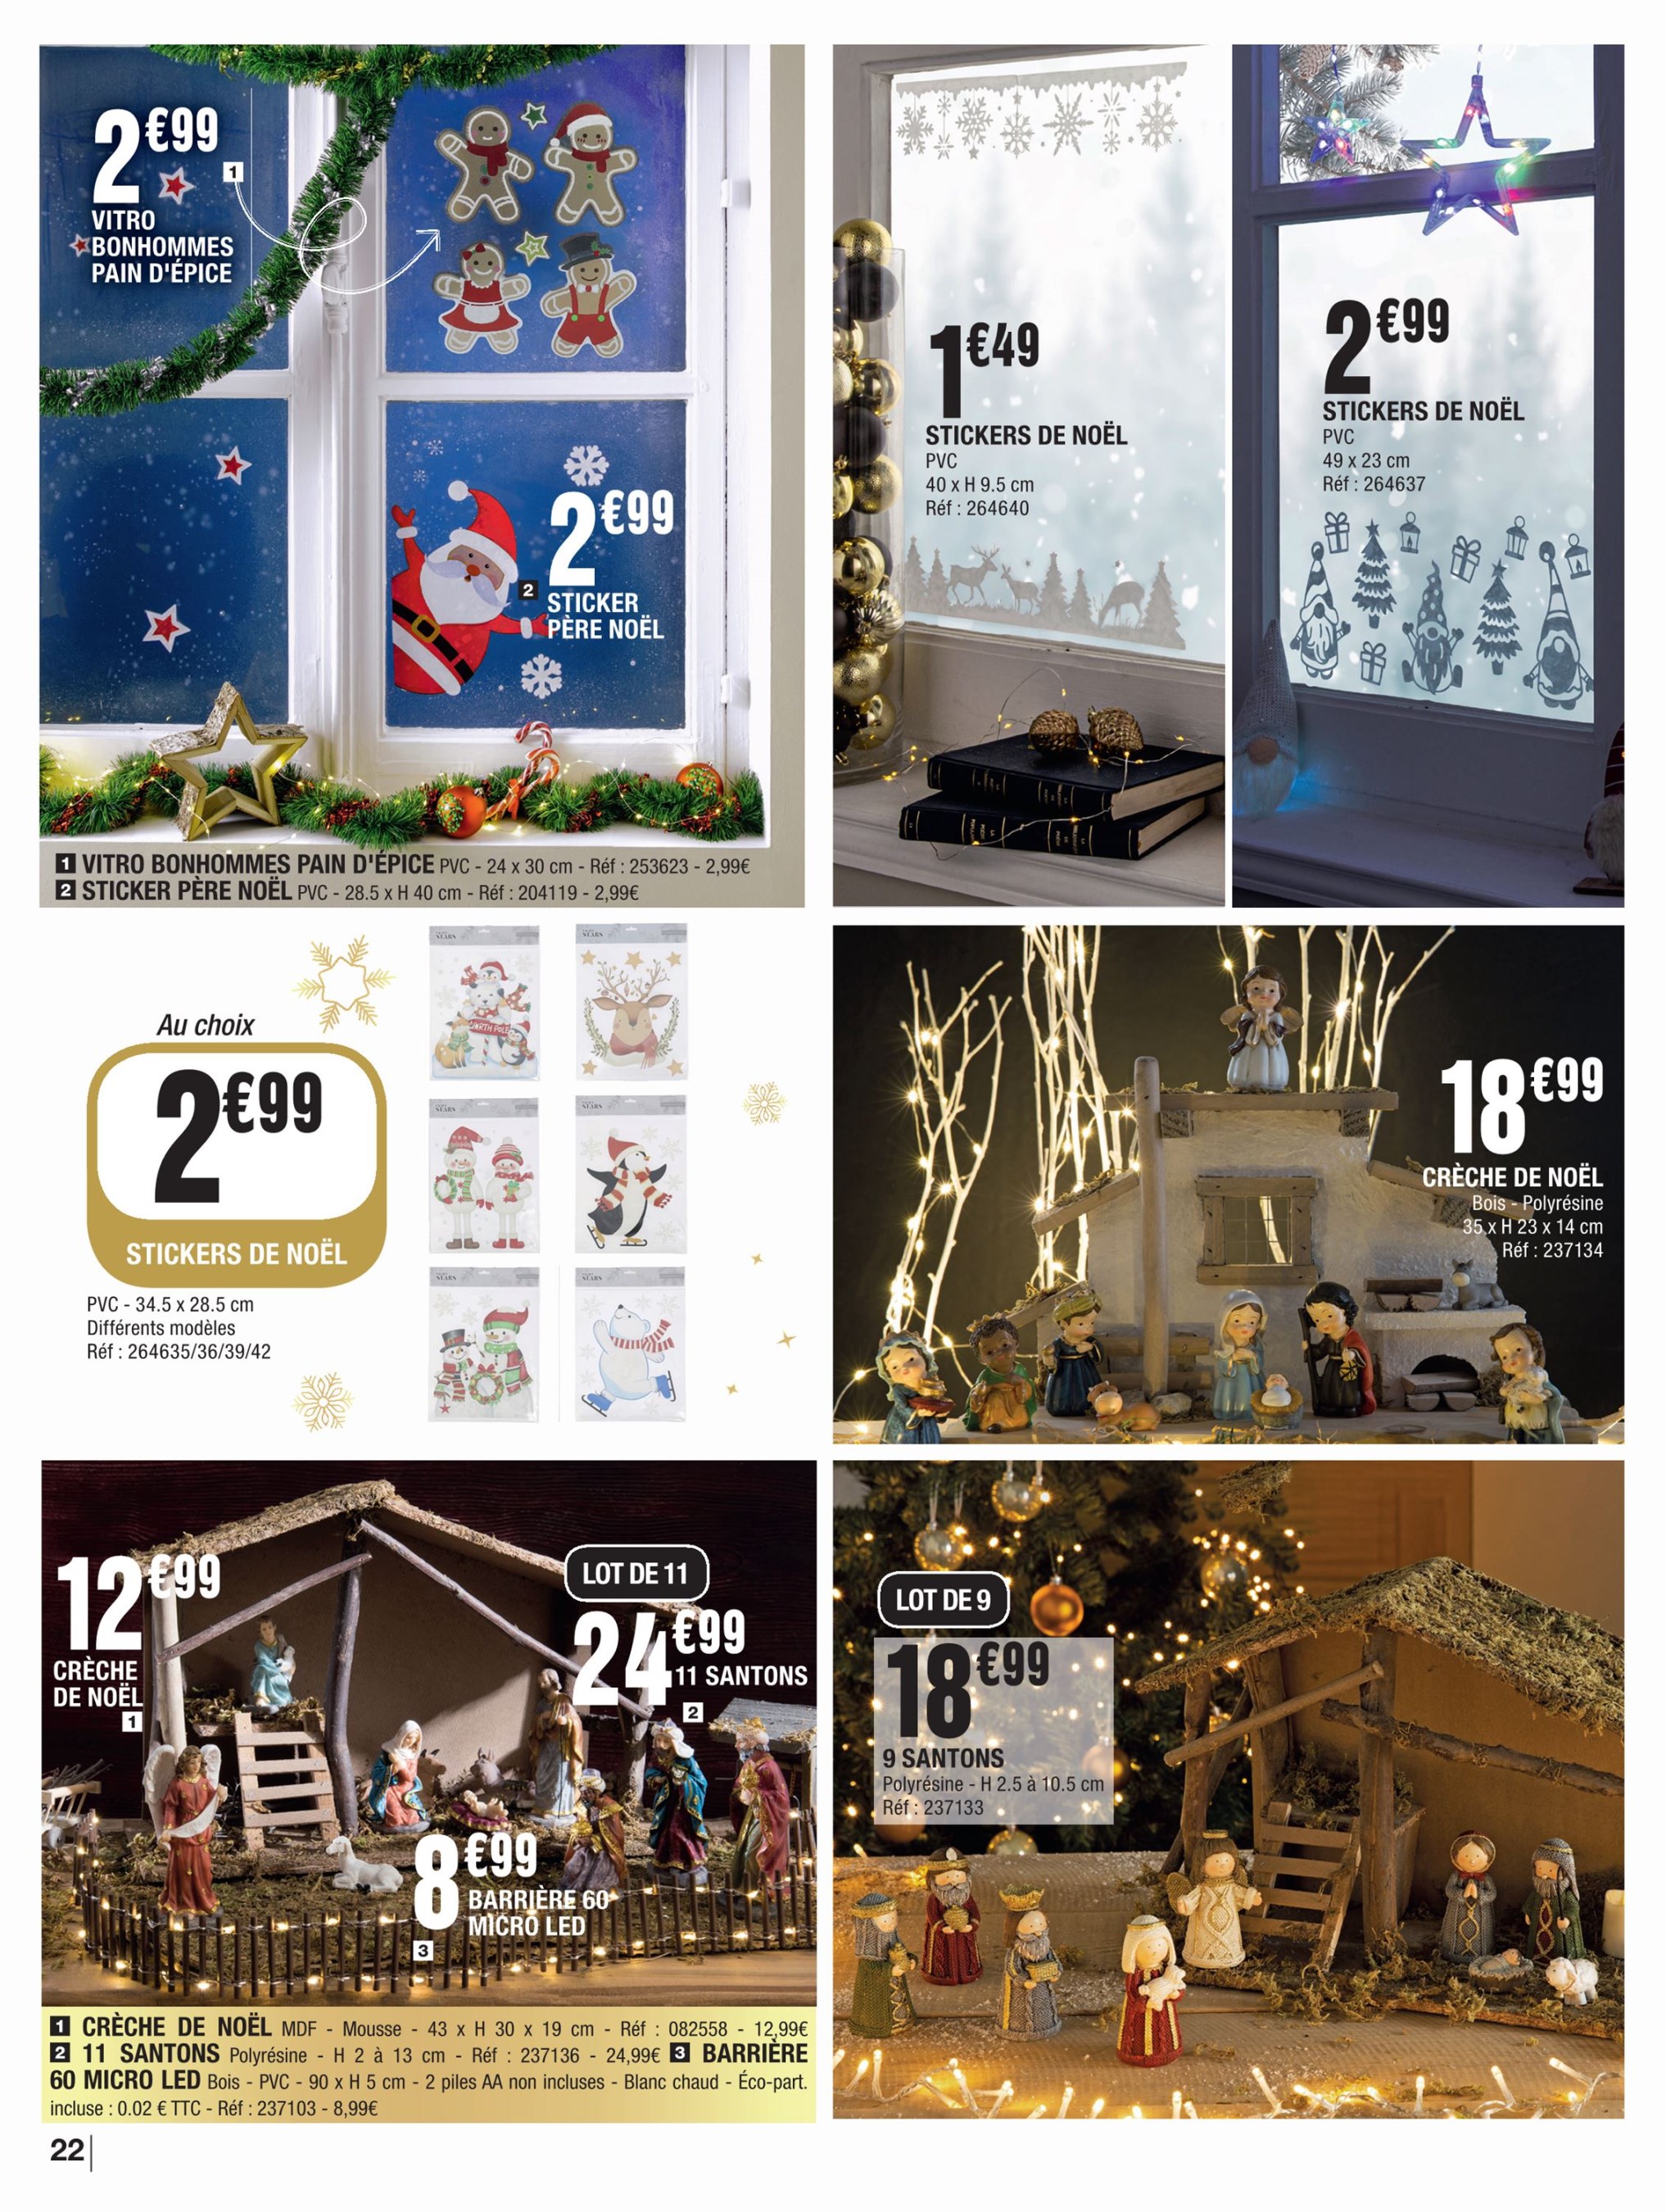 2€99
1
VITRO
BONHOMMES
PAIN D'ÉPICE
2€99
2
STICKER
PÈRE NOËL
1 VITRO BONHOMMES PAIN D'ÉPICE PVC - 24 x 30 cm - Réf : 253623 - 2,99€
2 STICKER PÈRE NOËL PVC - 28.5 x H 40 cm - Réf : 204119 - 2,99€
1€49
STICKERS DE NOËL
PVC
40 x H 9.5 cm
Réf : 264640
2€99
STICKERS DE NOËL
PVC
49 x 23 cm
Réf : 264637
Au choix
2€99
STICKERS DE NOËL
PVC - 34.5 x 28.5 cm
Différents modèles
Réf : 264635/36/39/42
NORTH POLE
18€99
CRÈCHE DE NOËL
Bois - Polyrésine
35 x H 23 x 14 cm
Réf : 237134
12€99
CRÈCHE
DE NOËL
1
LOT DE 11
24€99
11 SANTONS
2
8€99
BARRIÈRE 60
MICRO LED
3
1 CRÈCHE DE NOËL MDF - Mousse - 43 x H 30 x 19 cm - Réf : 082558 - 12,99€
2 11 SANTONS Polyrésine - H 2 à 13 cm - Réf : 237136 - 24,99€ 3 BARRIÈRE
60 MICRO LED Bois - PVC - 90 x H 5 cm - 2 piles AA non incluses - Blanc chaud - Éco-part.
incluse : 0.02 € TTC - Réf : 237103 - 8,99€
LOT DE 9
18€99
9 SANTONS
Polyrésine - H 2.5 à 10.5 cm
Réf : 237133
22